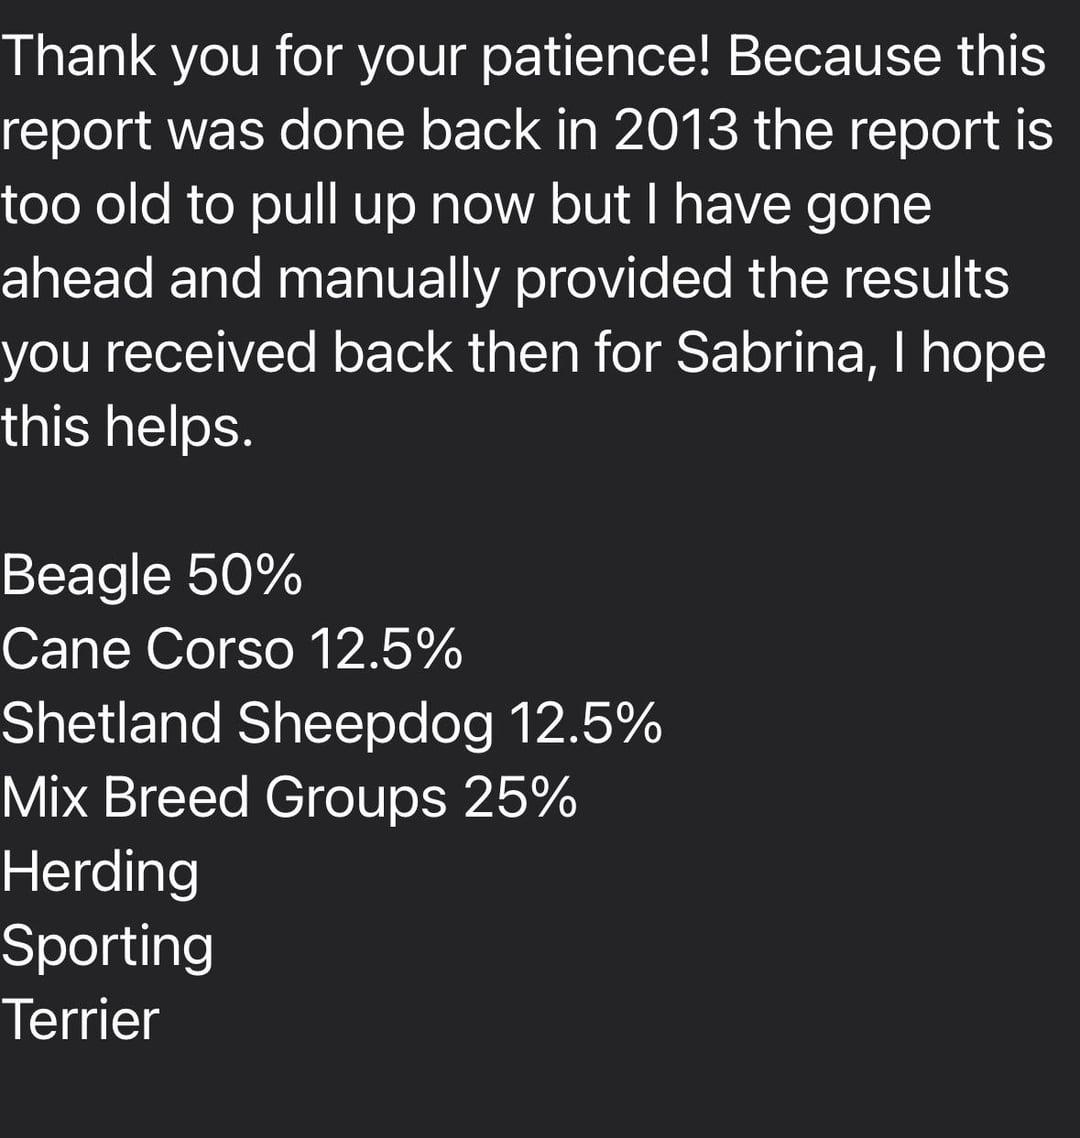 Thank you for your patience! Because this
report was done back in 2013 the report is
too old to pull up now but I have gone
ahead and manually provided the results
you received back then for Sabrina, I hope
this helps.
Beagle 50%
Cane Corso 12.5%
Shetland Sheepdog 12.5%
Mix Breed Groups 25%
Herding
Sporting
Terrier